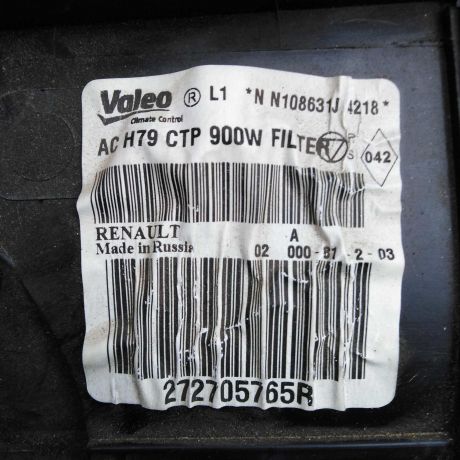 Valeo ® L1 *N N108631J 4218*
Climate Control
AC H79 CTP 900W FILTER P S 042
RENAULT A
Made in Russia 02 000-B1 -2-03
272705765R